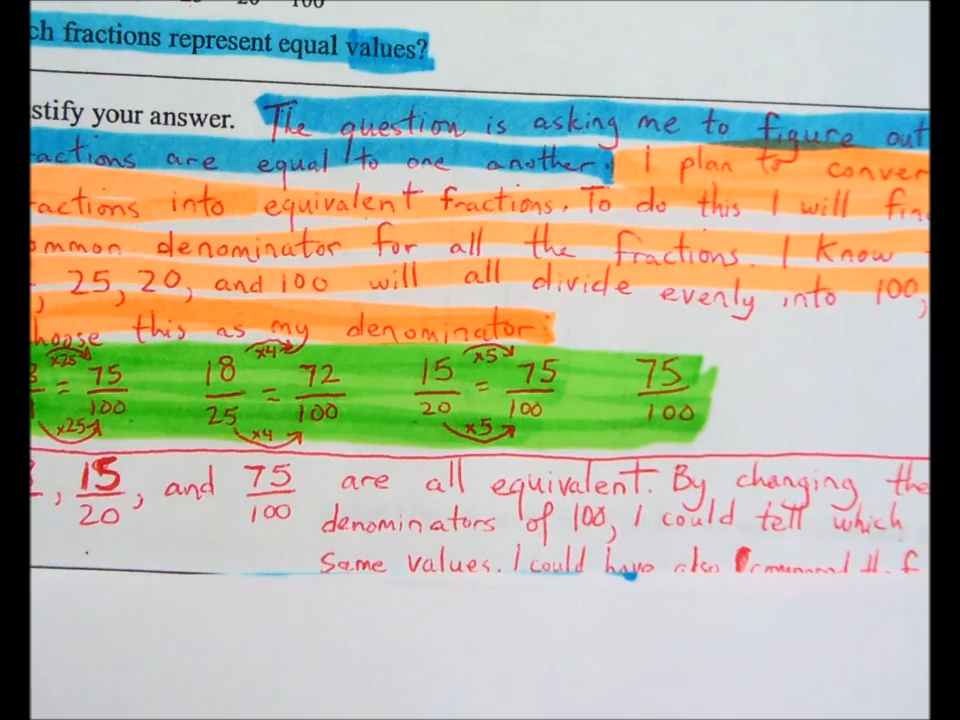 100
ch fractions represent equal values?
stify your answer. The question is asking me to figure out
actions are equal to one another. I plan to conver
ractions into equivalent fractions. To do this I will fin
ommon denominator for all the fractions. I know
, 25, 20, and 100 will all divide evenly into 100,
hoose this as my denominator.
x25 x4 x5
3 = 75/100 18/25 = 72/100 15/20 = 75/100 75/100
x25 x4 x5
, 15/20, and 75/100 are all equivalent. By changing the
denominators of 100, I could tell which
same values. I could have also